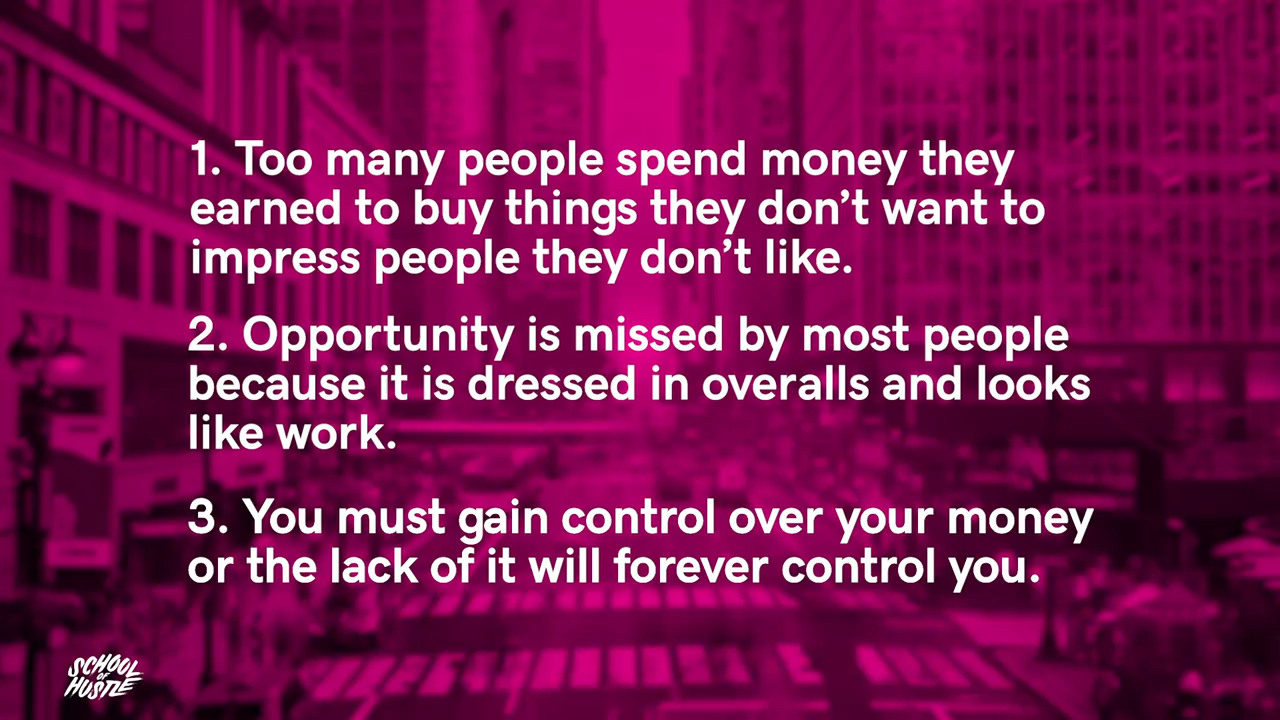 1. Too many people spend money they
earned to buy things they don’t want to
impress people they don’t like.
2. Opportunity is missed by most people
because it is dressed in overalls and looks
like work.
3. You must gain control over your money
or the lack of it will forever control you.
SCHOOL
OF
HUSTLE